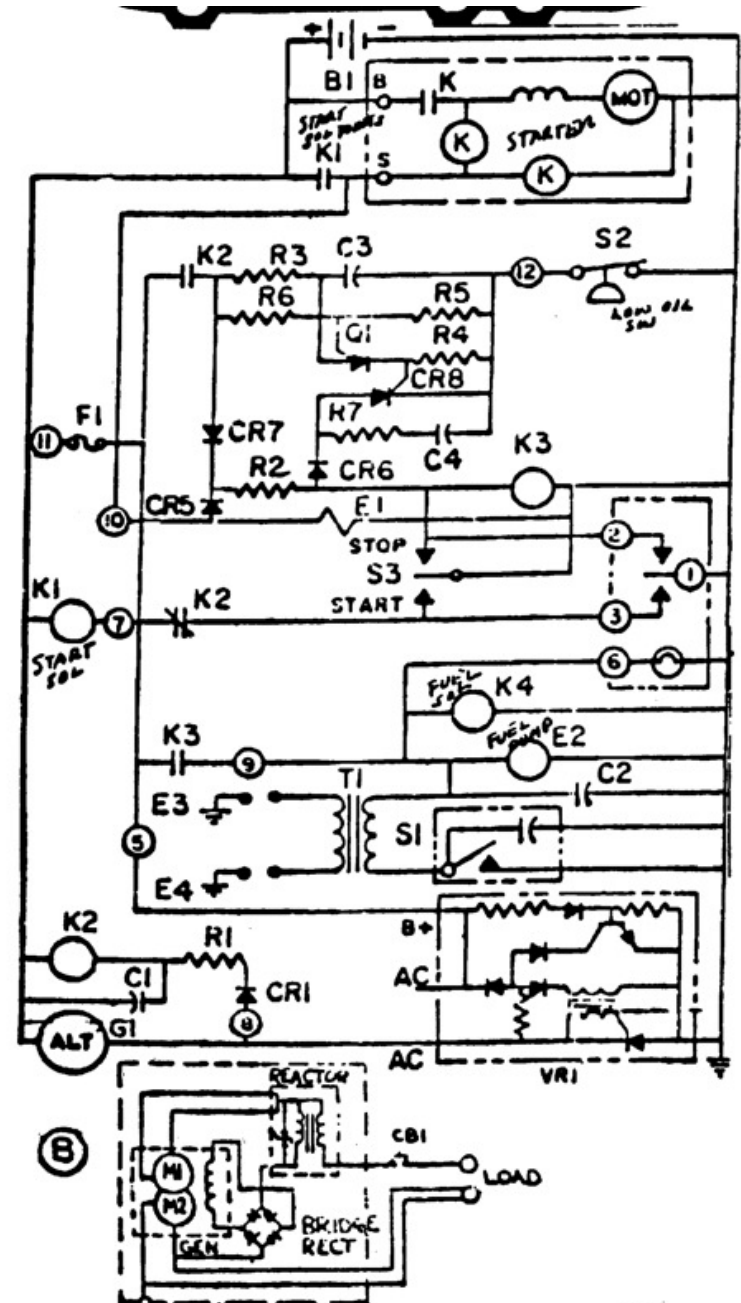 + 1 -
B1 B K
MOT
START
SOL
K1 K STARTER
S K
K2 R3 C3 12 S2
R6 R5
LOW OIL
SW
Q1 R4
CR8
R7
11 F1
CR7 C4 K3
R2 CR6
CR5 E1
10
STOP 2
S3 1
K1 K2 START
7 3
START
SOL
6
FUEL
SOL K4
K3 FUEL
PUMP E2
9
T1 C2
E3
S1
5
E4
K2 R1 B+
C1 CR1 AC
8
G1
ALT
AC
VR1
REACTOR
B CB1
M1 LOAD
M2
GEN BRIDGE
RECT